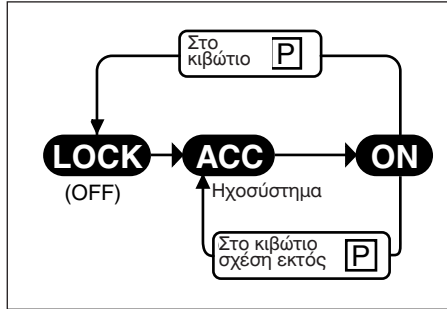 Στο
κιβώτιο P
LOCK ACC ON
(OFF) Ηχοσύστημα
Στο κιβώτιο
σχέση εκτός P